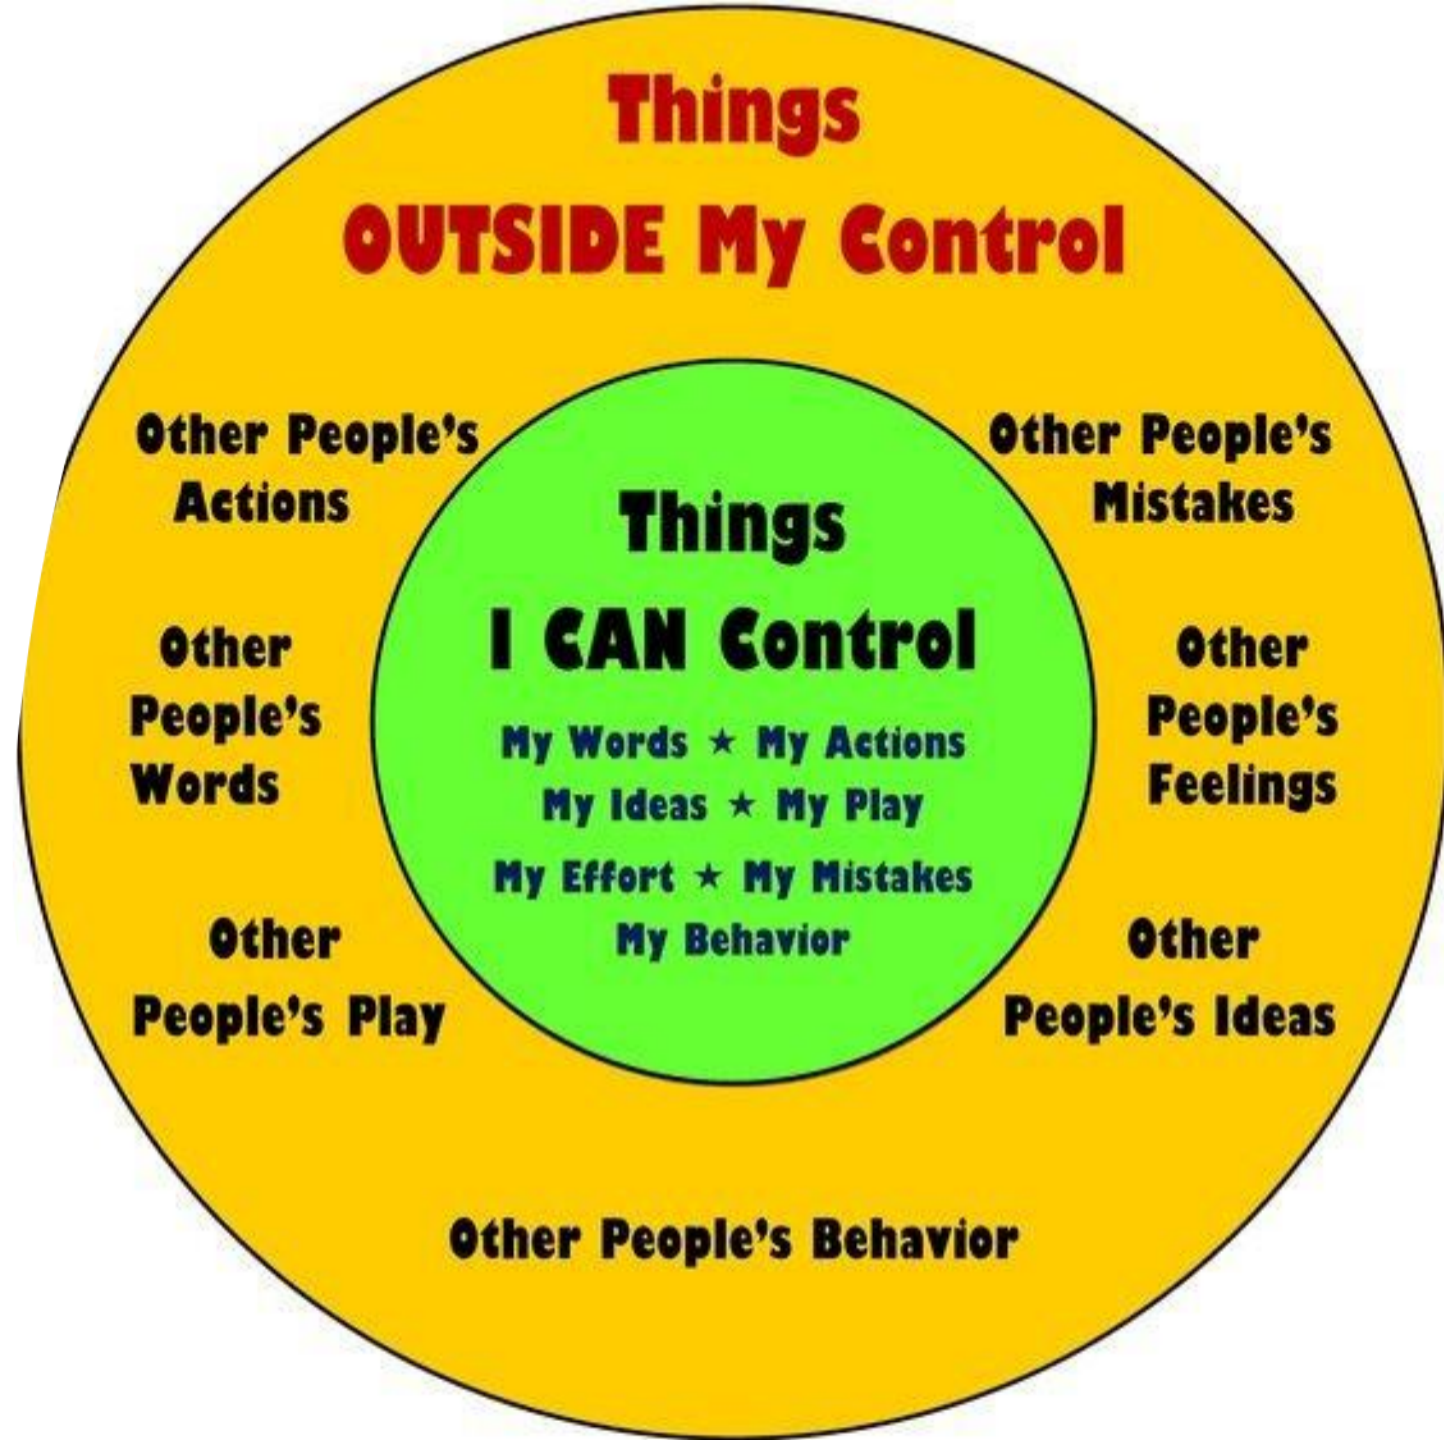 Things
OUTSIDE My Control
Other People's
Actions
Other People's
Mistakes
Other
People's
Words
Other
People's
Feelings
Other
People's Play
Other
People's Ideas
Other People's Behavior
Things
I CAN Control
My Words ★ My Actions
My Ideas ★ My Play
My Effort ★ My Mistakes
My Behavior